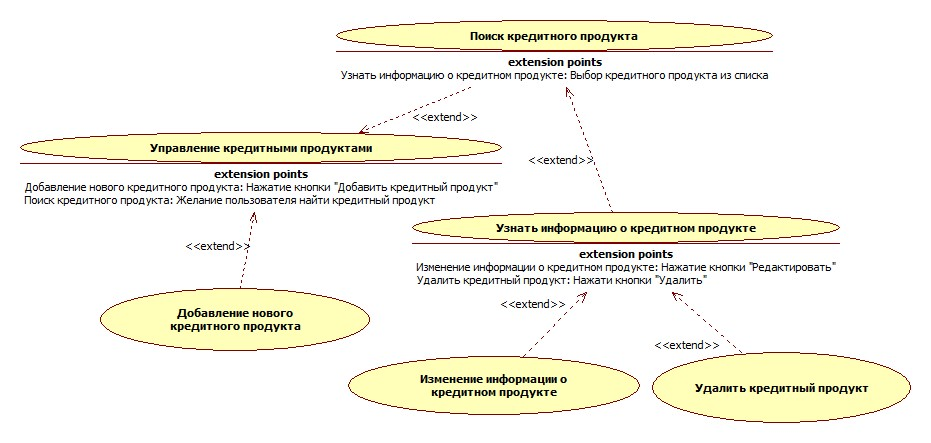 Поиск кредитного продукта
extension points
Узнать информацию о кредитном продукте: Выбор кредитного продукта из списка
<<extend>>
Управление кредитными продуктами
extension points
Добавление нового кредитного продукта: Нажатие кнопки "Добавить кредитный продукт"
Поиск кредитного продукта: Желание пользователя найти кредитный продукт
<<extend>>
<<extend>>
Узнать информацию о кредитном продукте
extension points
Изменение информации о кредитном продукте: Нажатие кнопки "Редактировать"
Удалить кредитный продукт: Нажати кнопки "Удалить"
Добавление нового
кредитного продукта
<<extend>>
<<extend>>
Изменение информации о
кредитном продукте
Удалить кредитный продукт